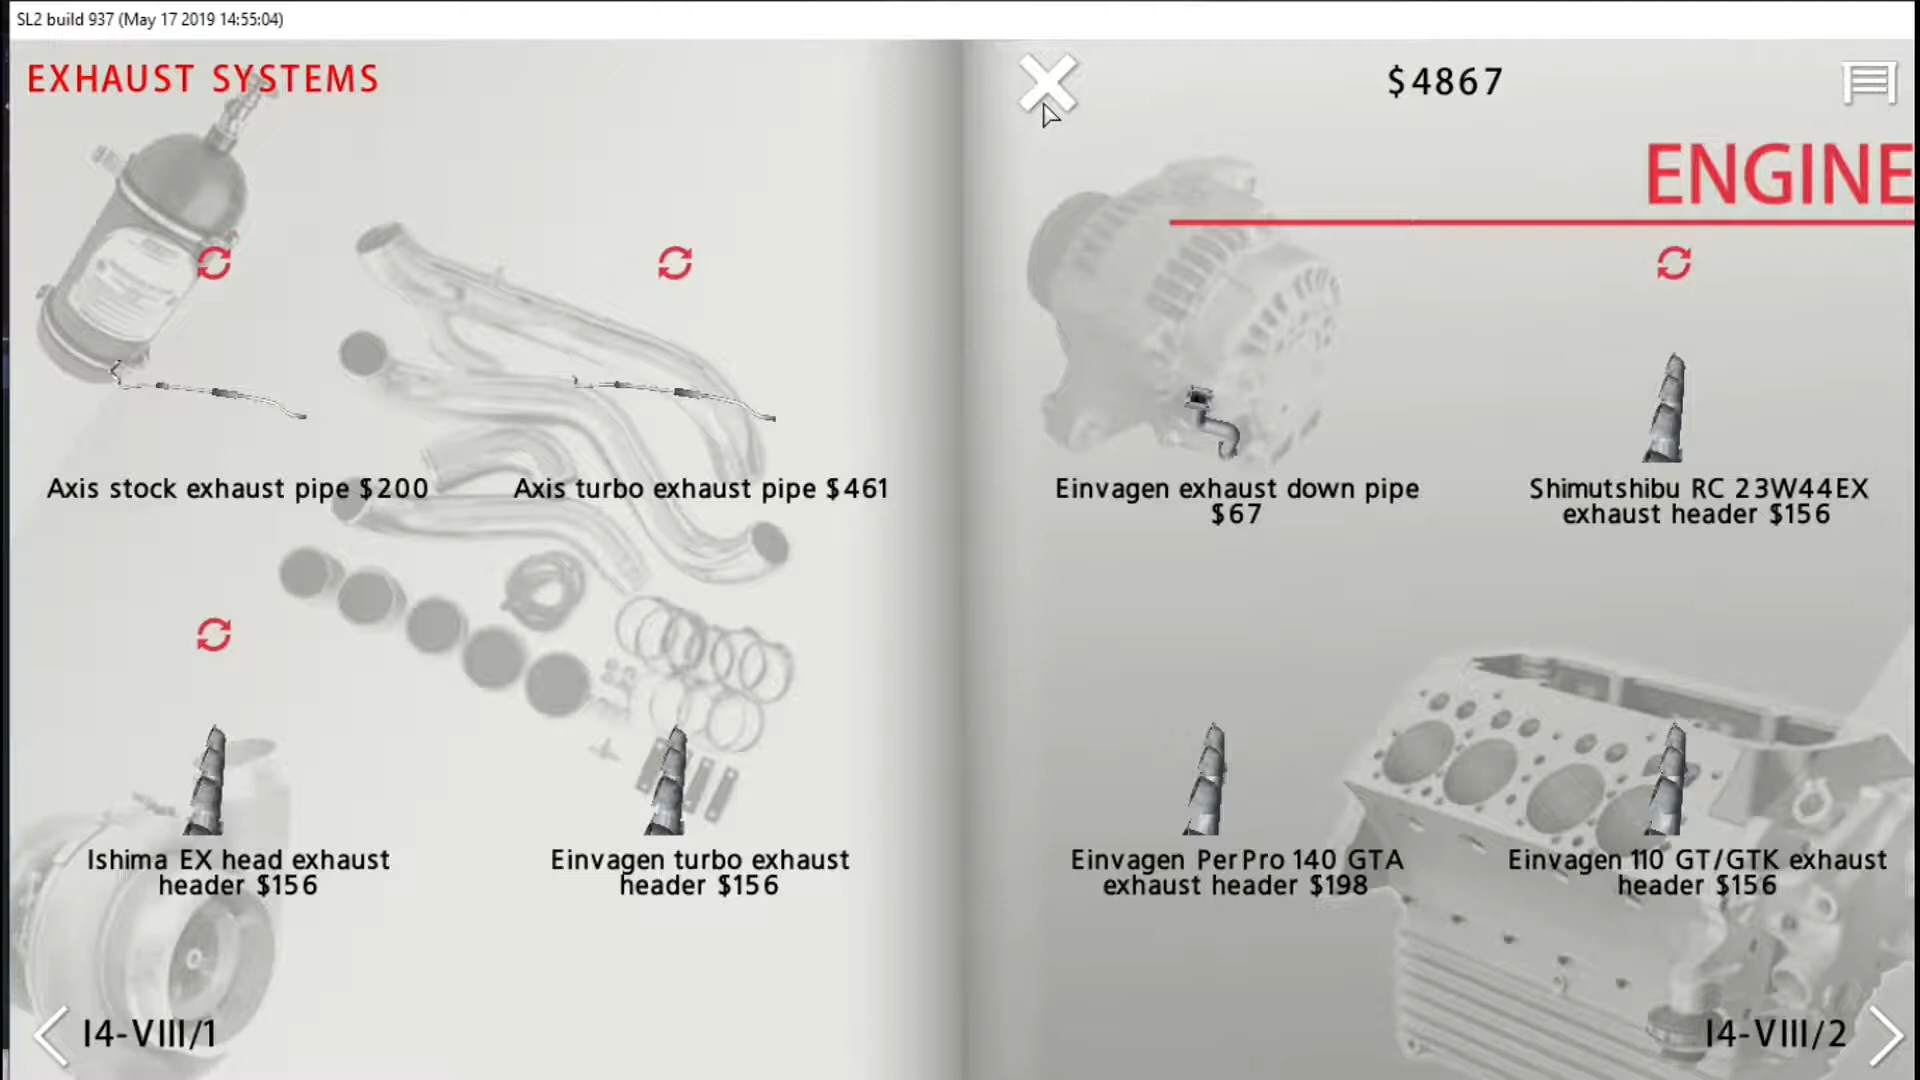 SL2 build 937 (May 17 2019 14:55:04)
EXHAUST SYSTEMS
$4867
ENGINE
Axis stock exhaust pipe $200
Axis turbo exhaust pipe $461
Einvagen exhaust down pipe
$67
Shimutshibu RC 23W44EX
exhaust header $156
Ishima EX head exhaust
header $156
Einvagen turbo exhaust
header $156
Einvagen PerPro 140 GTA
exhaust header $198
Einvagen 110 GT/GTK exhaust
header $156
I4-VIII/1
I4-VIII/2